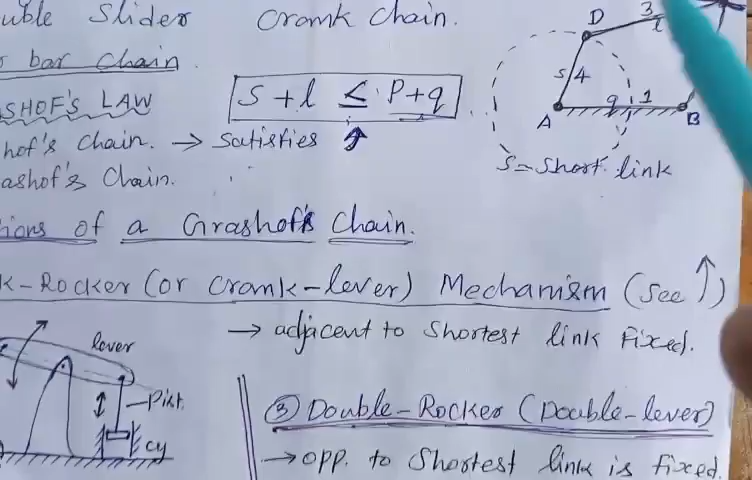 uble Slider Crank Chain.
bar Chain.
SHOF'S LAW
S + l ≤ P+q
hof's Chain. → Satisfies
ashof's Chain.
D
3
l
S
4
q
1
A
B
S = Short. link
ions of a Grashof's Chain.
K-Rocker (or Crank-lever) Mechanism (See ↑)
→ adjacent to Shortest link Fixed.
lever
Pist.
cy
③ Double-Rocker (Double-lever)
→ opp. to Shortest link is fixed.